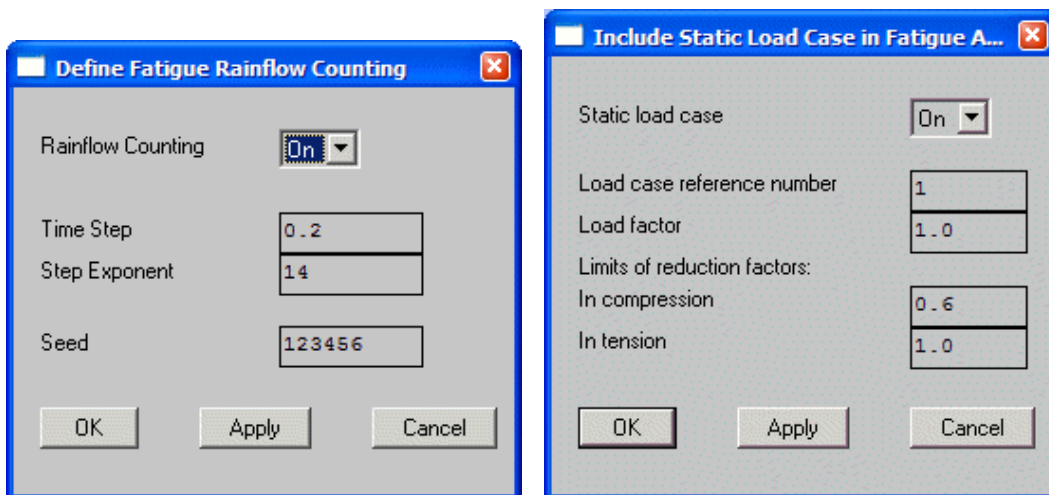 Define Fatigue Rainflow Counting
Rainflow Counting On
Time Step 0.2
Step Exponent 14
Seed 123456
OK Apply Cancel
Include Static Load Case in Fatigue A...
Static load case On
Load case reference number 1
Load factor 1.0
Limits of reduction factors:
In compression 0.6
In tension 1.0
OK Apply Cancel